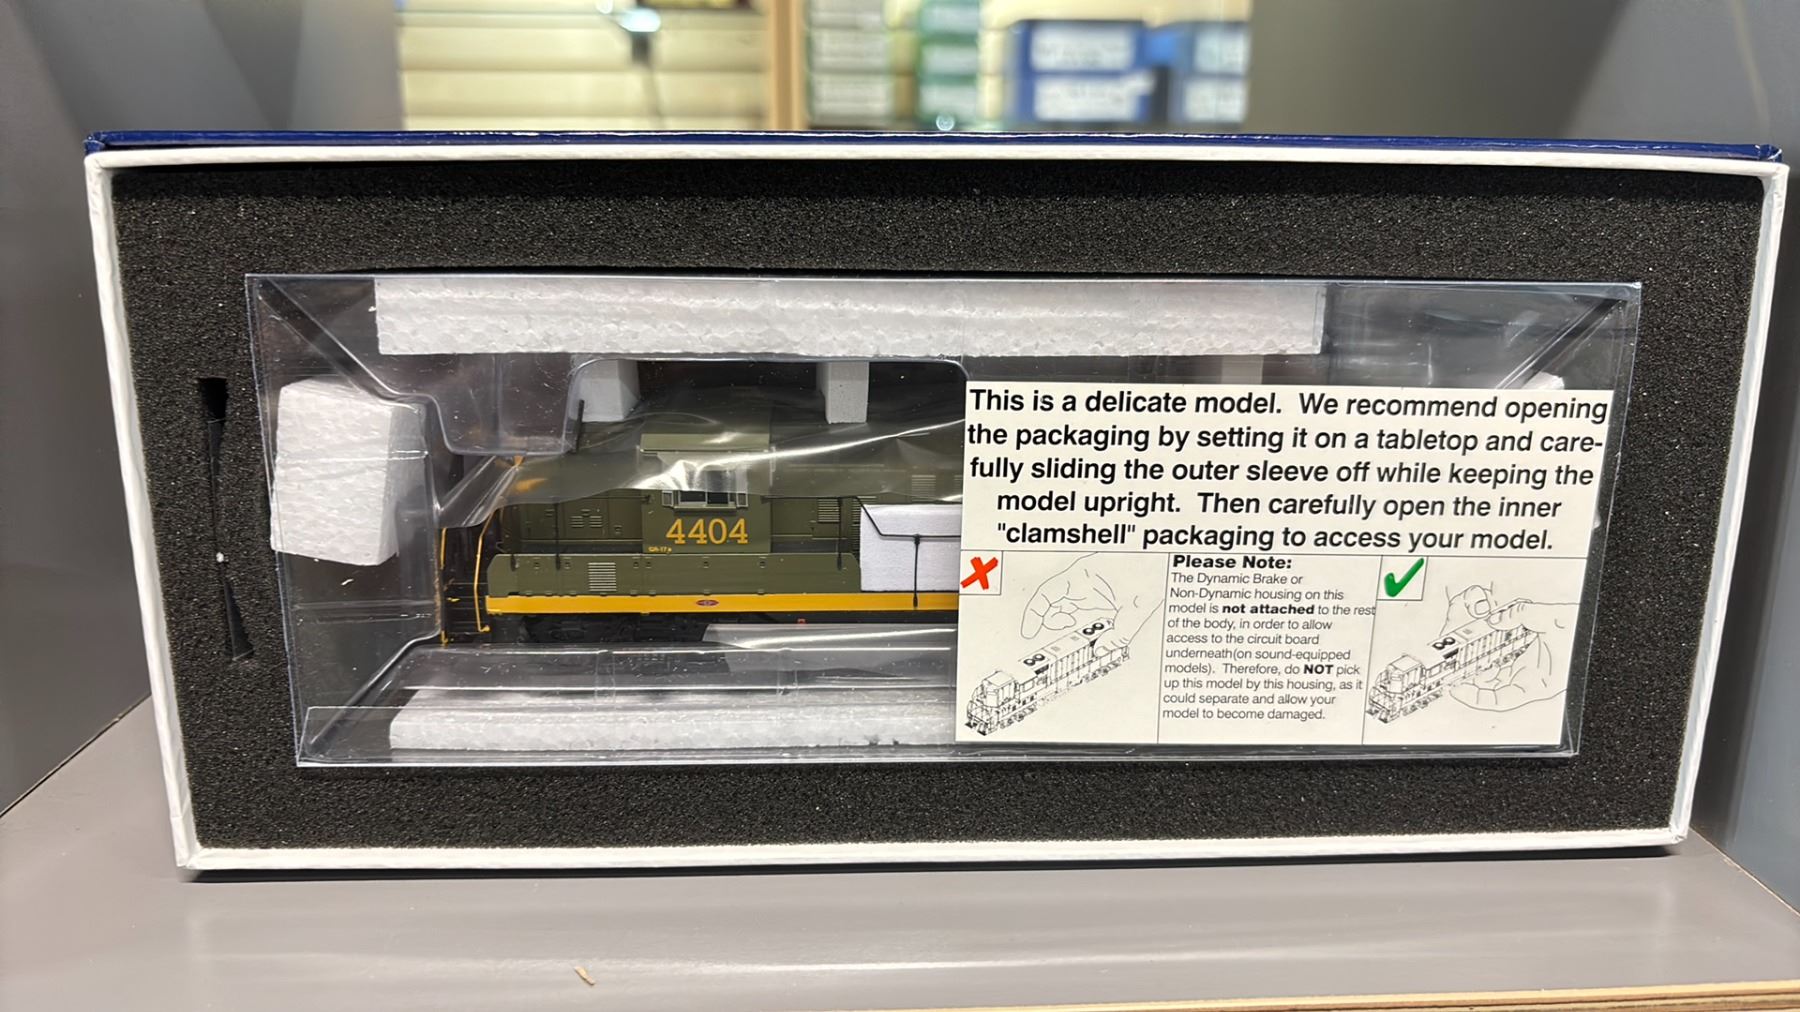 This is a delicate model. We recommend opening
the packaging by setting it on a tabletop and care-
fully sliding the outer sleeve off while keeping the
model upright. Then carefully open the inner
"clamshell" packaging to access your model.
4404
Please Note:
The Dynamic Brake or
Non-Dynamic housing on this
model is not attached to the rest
of the body, in order to allow
access to the circuit board
underneath(on sound-equipped
models). Therefore, do NOT pick
up this model by this housing, as it
could separate and allow your
model to become damaged.